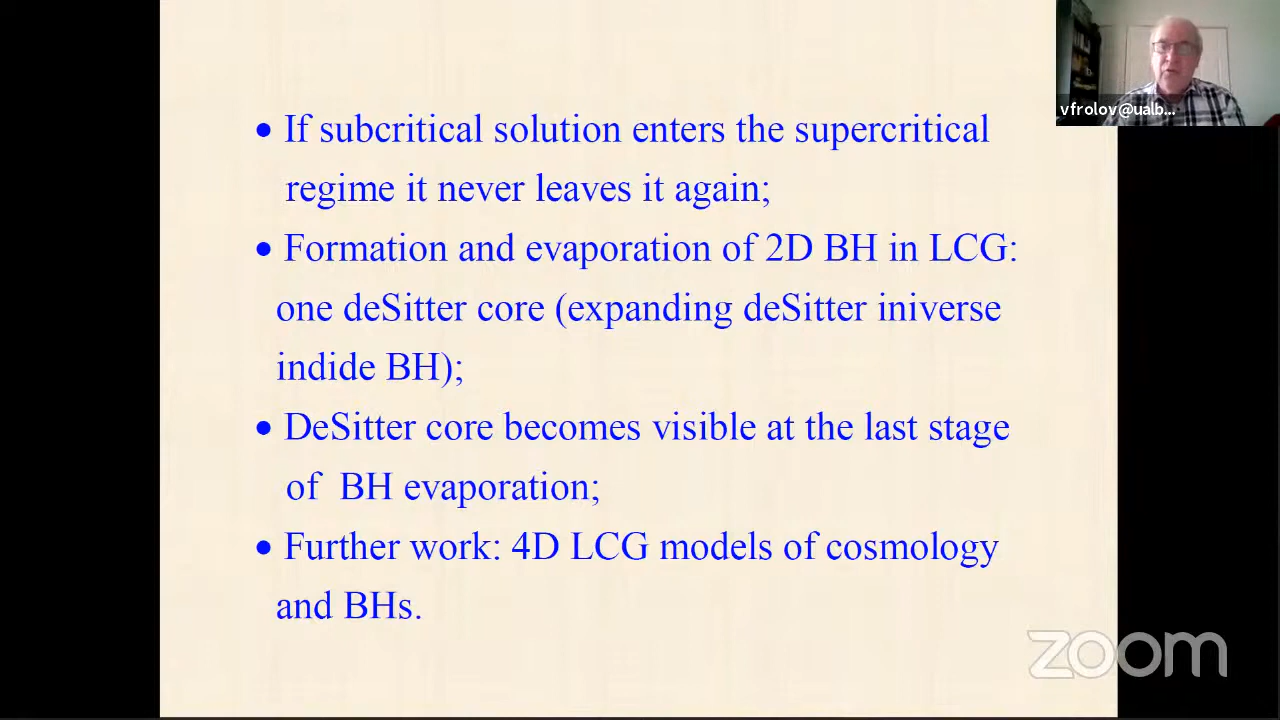 • If subcritical solution enters the supercritical
regime it never leaves it again;
• Formation and evaporation of 2D BH in LCG:
one deSitter core (expanding deSitter iniverse
indide BH);
• DeSitter core becomes visible at the last stage
of BH evaporation;
• Further work: 4D LCG models of cosmology
and BHs.
vfrolov@ualb...
zoom